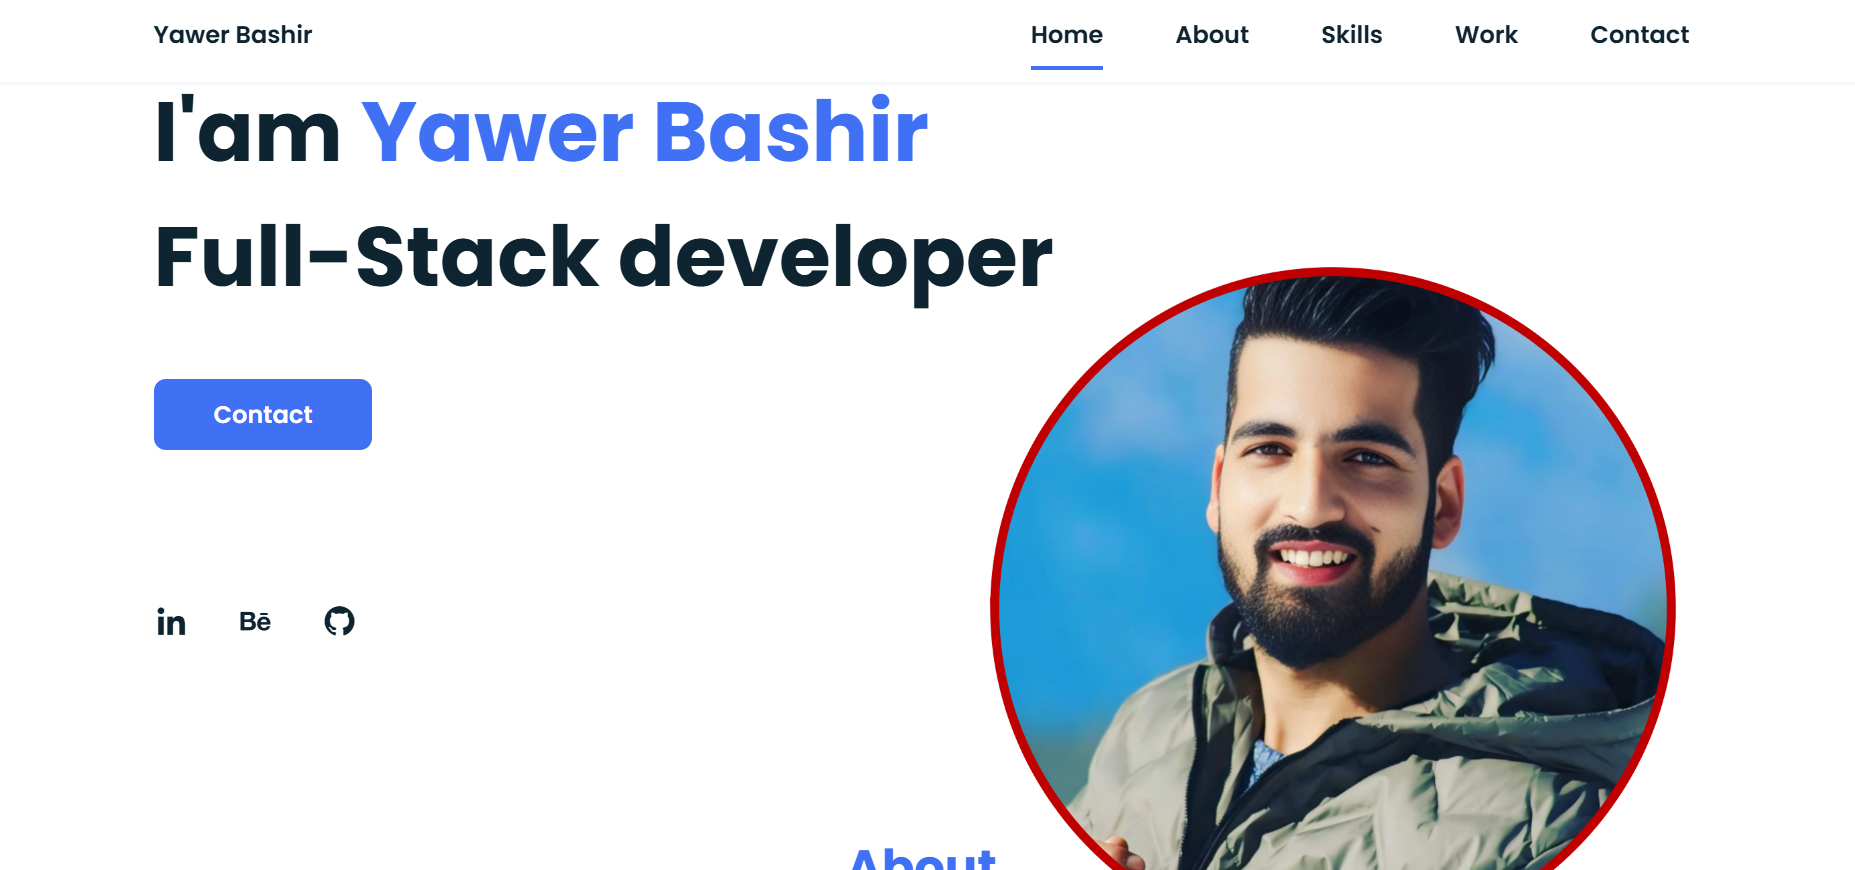 Yawer Bashir
Home About Skills Work Contact
I'am Yawer Bashir
Full-Stack developer
Contact
in Bē
About